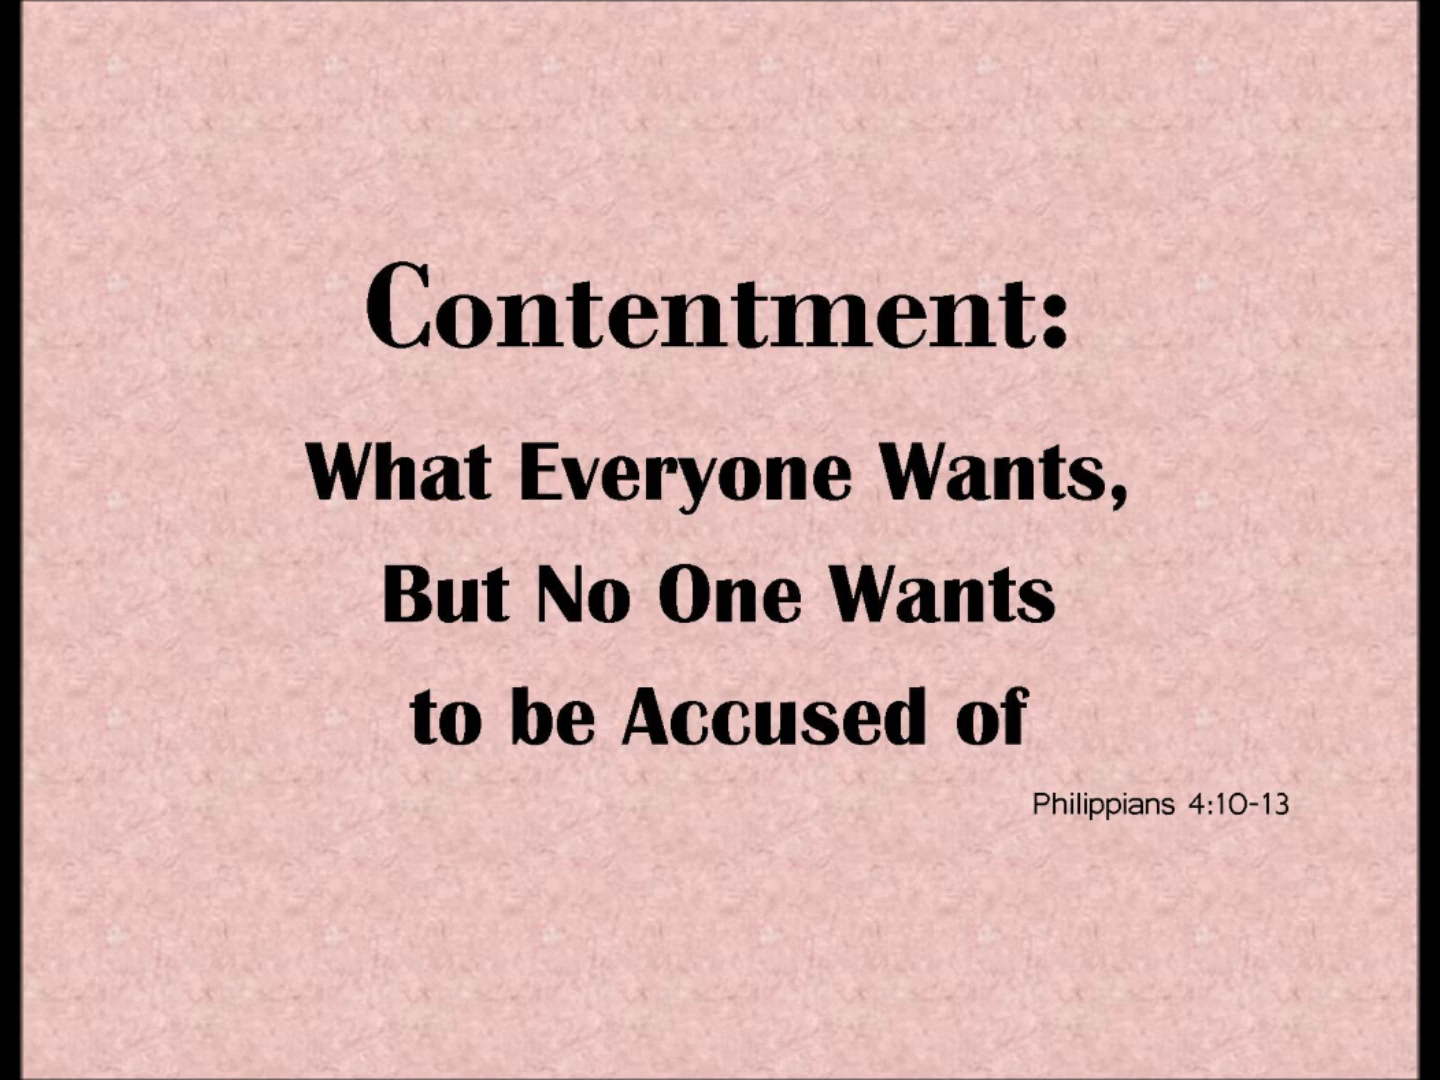 Contentment:
What Everyone Wants,
But No One Wants
to be Accused of
Philippians 4:10-13